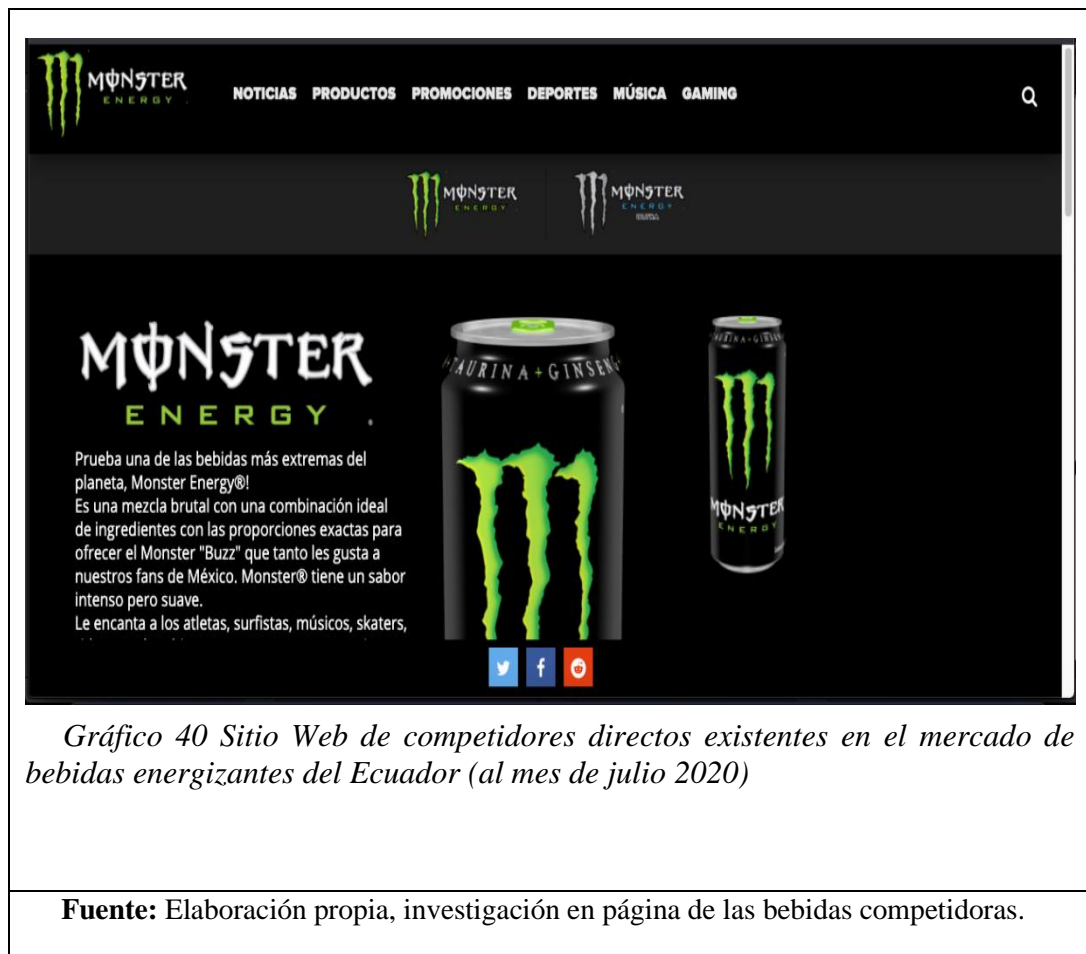 MONSTER
ENERGY
NOTICIAS PRODUCTOS PROMOCIONES DEPORTES MÚSICA GAMING
MONSTER
ENERGY
MONSTER
ENERGY
MONSTER
ENERGY
Prueba una de las bebidas más extremas del
planeta, Monster Energy®!
Es una mezcla brutal con una combinación ideal
de ingredientes con las proporciones exactas para
ofrecer el Monster "Buzz" que tanto les gusta a
nuestros fans de México. Monster® tiene un sabor
intenso pero suave.
Le encanta a los atletas, surfistas, músicos, skaters,
+TAURINA+GINSENG+
TAURINA+GINSENG
MONSTER
ENERGY
Gráfico 40 Sitio Web de competidores directos existentes en el mercado de
bebidas energizantes del Ecuador (al mes de julio 2020)
Fuente: Elaboración propia, investigación en página de las bebidas competidoras.